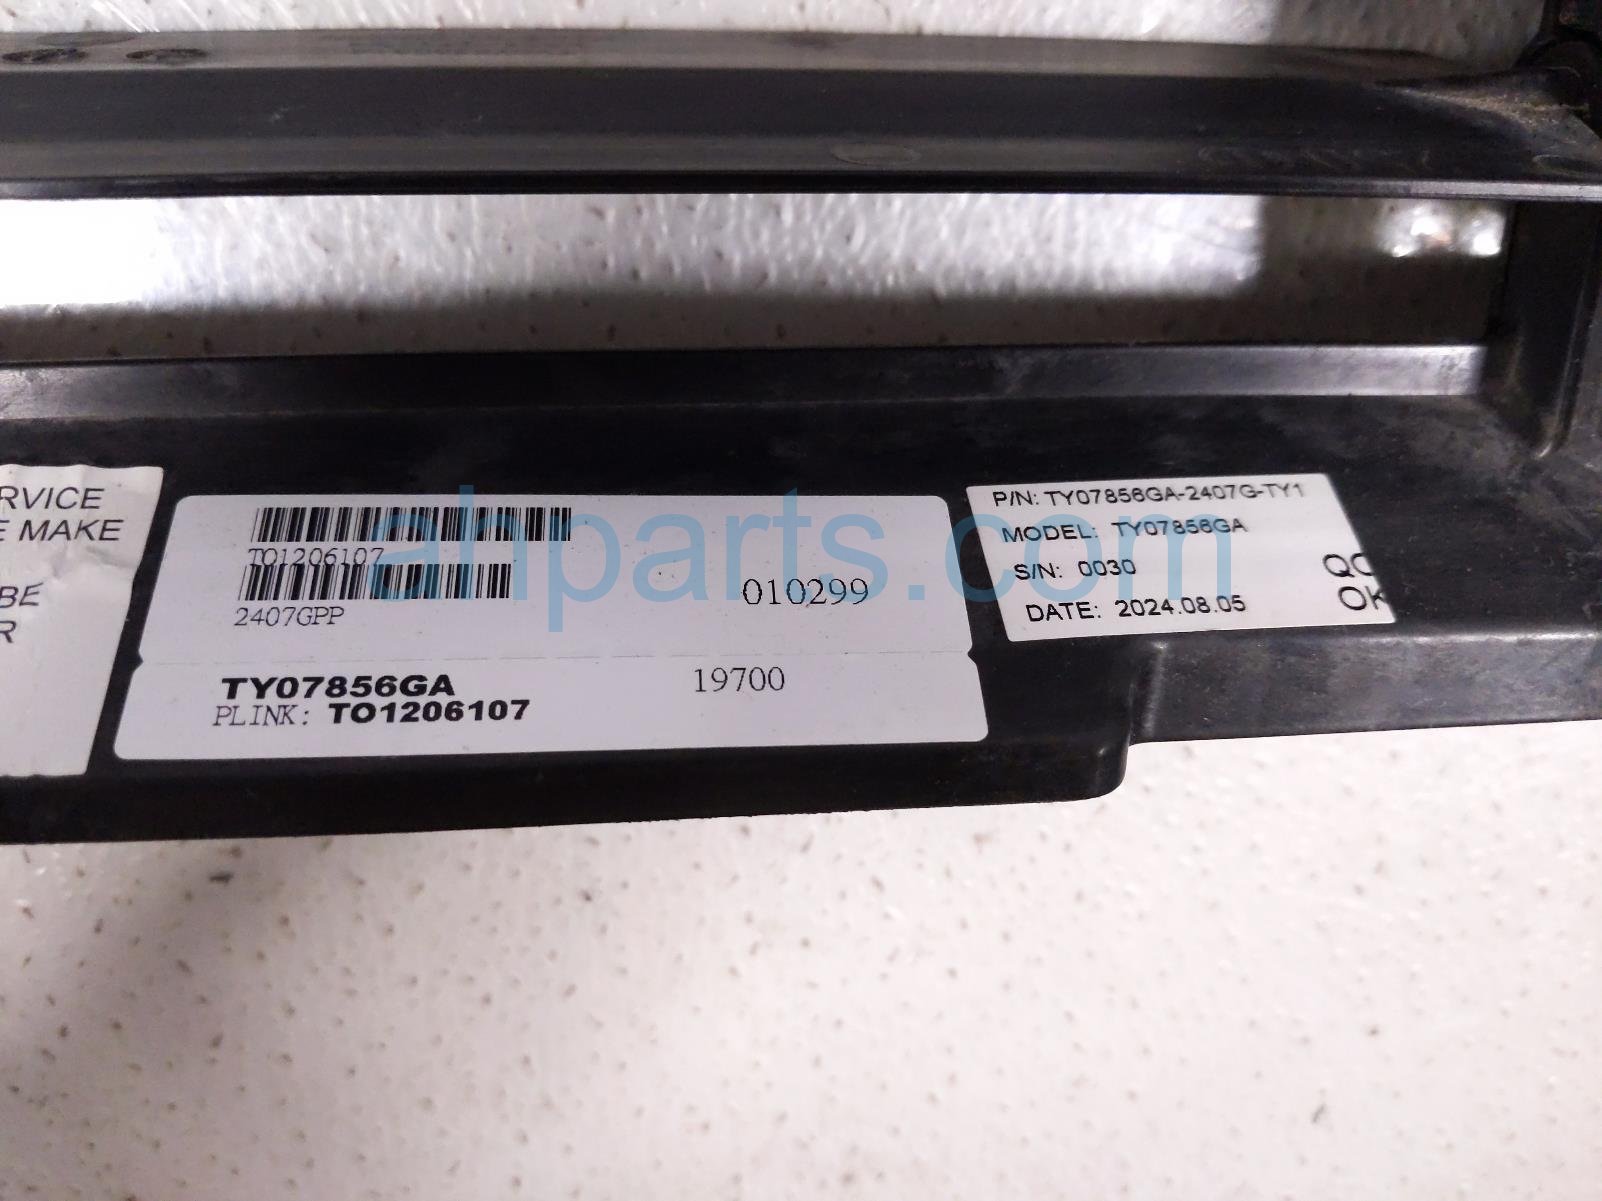 RVICE
E MAKE
BE
R
TO1206107
2407GPP
010299
TY07856GA
19700
PLINK: TO1206107
P/N: TY07856GA-2407G-TY1
MODEL: TY07856GA
S/N: 0030
DATE: 2024.08.05
QC
OK
ahparts.com